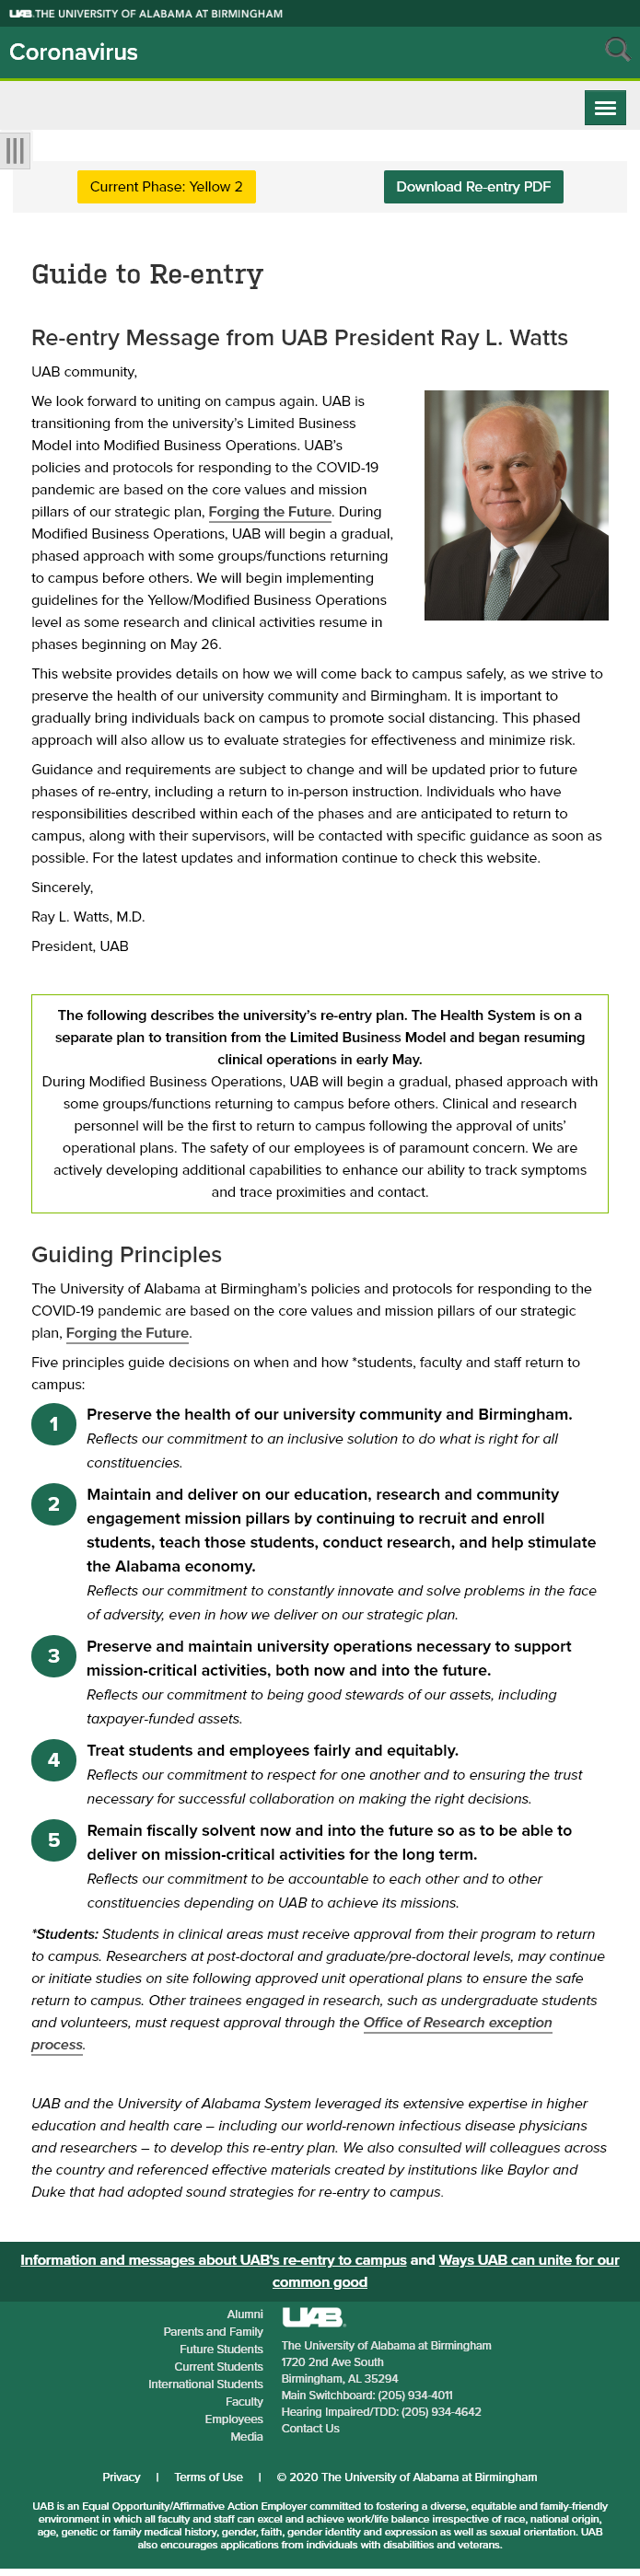 UAB THE UNIVERSITY OF ALABAMA AT BIRMINGHAM
Coronavirus
Current Phase: Yellow 2
Download Re-entry PDF
Guide to Re-entry
Re-entry Message from UAB President Ray L. Watts
UAB community,
We look forward to uniting on campus again. UAB is
transitioning from the university's Limited Business
Model into Modified Business Operations. UAB's
policies and protocols for responding to the COVID-19
pandemic are based on the core values and mission
pillars of our strategic plan, Forging the Future. During
Modified Business Operations, UAB will begin a gradual,
phased approach with some groups/functions returning
to campus before others. We will begin implementing
guidelines for the Yellow/Modified Business Operations
level as some research and clinical activities resume in
phases beginning on May 26.
This website provides details on how we will come back to campus safely, as we strive to
preserve the health of our university community and Birmingham. It is important to
gradually bring individuals back on campus to promote social distancing. This phased
approach will also allow us to evaluate strategies for effectiveness and minimize risk.
Guidance and requirements are subject to change and will be updated prior to future
phases of re-entry, including a return to in-person instruction. Individuals who have
responsibilities described within each of the phases and are anticipated to return to
campus, along with their supervisors, will be contacted with specific guidance as soon as
possible. For the latest updates and information continue to check this website.
Sincerely,
Ray L. Watts, M.D.
President, UAB
The following describes the university's re-entry plan. The Health System is on a
separate plan to transition from the Limited Business Model and began resuming
clinical operations in early May.
During Modified Business Operations, UAB will begin a gradual, phased approach with
some groups/functions returning to campus before others. Clinical and research
personnel will be the first to return to campus following the approval of units'
operational plans. The safety of our employees is of paramount concern. We are
actively developing additional capabilities to enhance our ability to track symptoms
and trace proximities and contact.
Guiding Principles
The University of Alabama at Birmingham's policies and protocols for responding to the
COVID-19 pandemic are based on the core values and mission pillars of our strategic
plan, Forging the Future.
Five principles guide decisions on when and how *students, faculty and staff return to
campus:
1 Preserve the health of our university community and Birmingham.
Reflects our commitment to an inclusive solution to do what is right for all
constituencies.
2 Maintain and deliver on our education, research and community
engagement mission pillars by continuing to recruit and enroll
students, teach those students, conduct research, and help stimulate
the Alabama economy.
Reflects our commitment to constantly innovate and solve problems in the face
of adversity, even in how we deliver on our strategic plan.
3 Preserve and maintain university operations necessary to support
mission-critical activities, both now and into the future.
Reflects our commitment to being good stewards of our assets, including
taxpayer-funded assets.
4 Treat students and employees fairly and equitably.
Reflects our commitment to respect for one another and to ensuring the trust
necessary for successful collaboration on making the right decisions.
5 Remain fiscally solvent now and into the future so as to be able to
deliver on mission-critical activities for the long term.
Reflects our commitment to be accountable to each other and to other
constituencies depending on UAB to achieve its missions.
*Students: Students in clinical areas must receive approval from their program to return
to campus. Researchers at post-doctoral and graduate/pre-doctoral levels, may continue
or initiate studies on site following approved unit operational plans to ensure the safe
return to campus. Other trainees engaged in research, such as undergraduate students
and volunteers, must request approval through the Office of Research exception
process.
UAB and the University of Alabama System leveraged its extensive expertise in higher
education and health care – including our world-renown infectious disease physicians
and researchers – to develop this re-entry plan. We also consulted will colleagues across
the country and referenced effective materials created by institutions like Baylor and
Duke that had adopted sound strategies for re-entry to campus.
Information and messages about UAB's re-entry to campus and Ways UAB can unite for our
common good
Alumni
Parents and Family
Future Students
Current Students
International Students
Faculty
Employees
Media
UAB
The University of Alabama at Birmingham
1720 2nd Ave South
Birmingham, AL 35294
Main Switchboard: (205) 934-4011
Hearing Impaired/TDD: (205) 934-4642
Contact Us
Privacy | Terms of Use | © 2020 The University of Alabama at Birmingham
UAB is an Equal Opportunity/Affirmative Action Employer committed to fostering a diverse, equitable and family-friendly
environment in which all faculty and staff can excel and achieve work/life balance irrespective of race, national origin,
age, genetic or family medical history, gender, faith, gender identity and expression as well as sexual orientation. UAB
also encourages applications from individuals with disabilities and veterans.